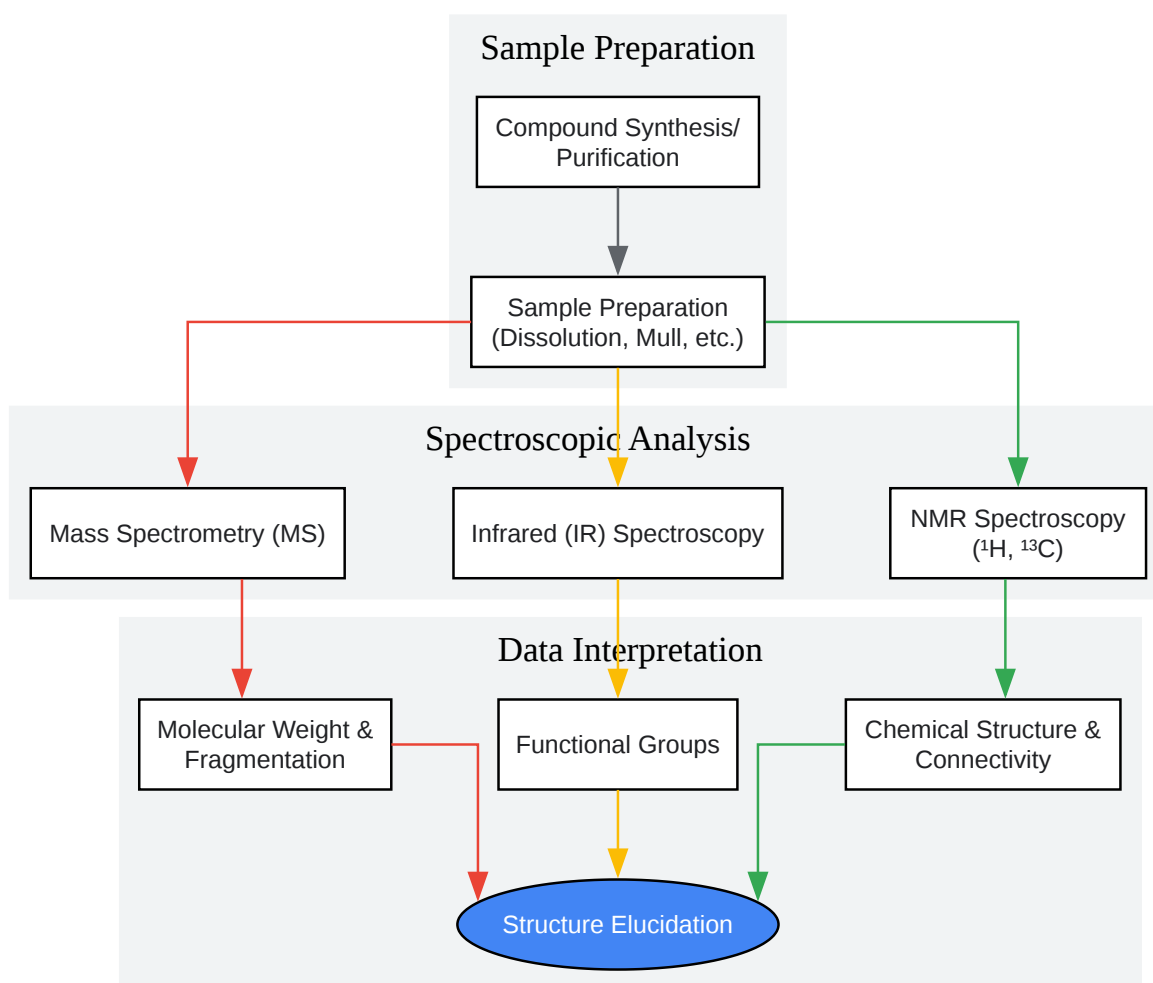 Sample Preparation
Compound Synthesis/
Purification
Sample Preparation
(Dissolution, Mull, etc.)
Spectroscopic Analysis
Mass Spectrometry (MS)
Infrared (IR) Spectroscopy
NMR Spectroscopy
(¹H, ¹³C)
Data Interpretation
Molecular Weight &
Fragmentation
Functional Groups
Chemical Structure &
Connectivity
Structure Elucidation